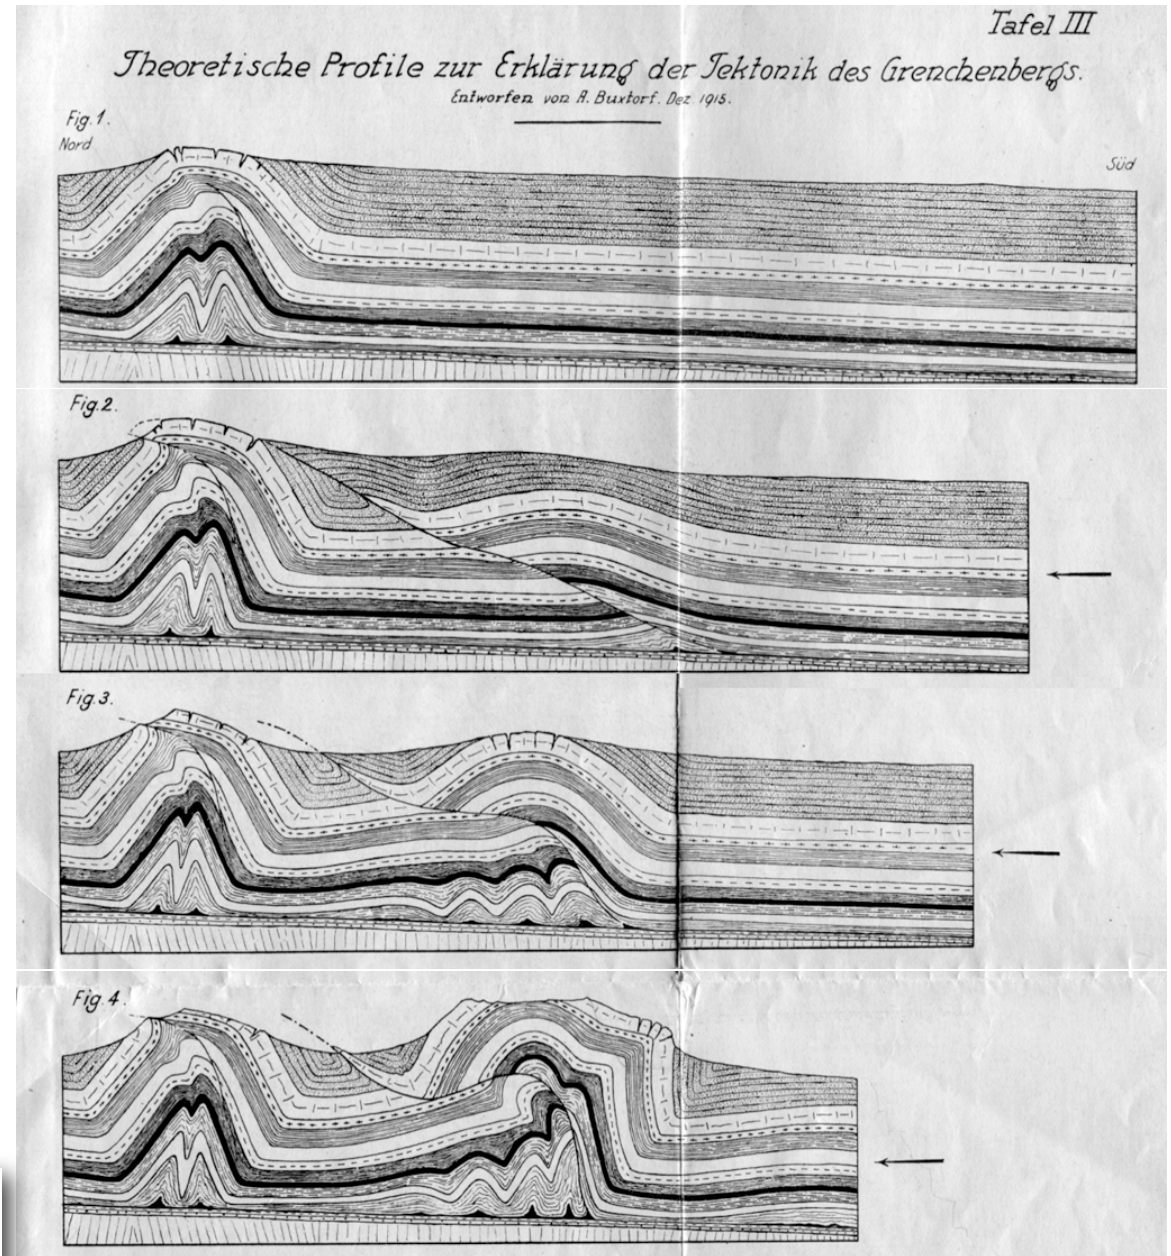 Tafel III
Theoretische Profile zur Erklärung der Tektonik des Grenchenbergs.
Entworfen von A. Buxtorf. Dez. 1915.
Fig. 1.
Nord
Süd
Fig. 2.
Fig. 3.
Fig. 4.